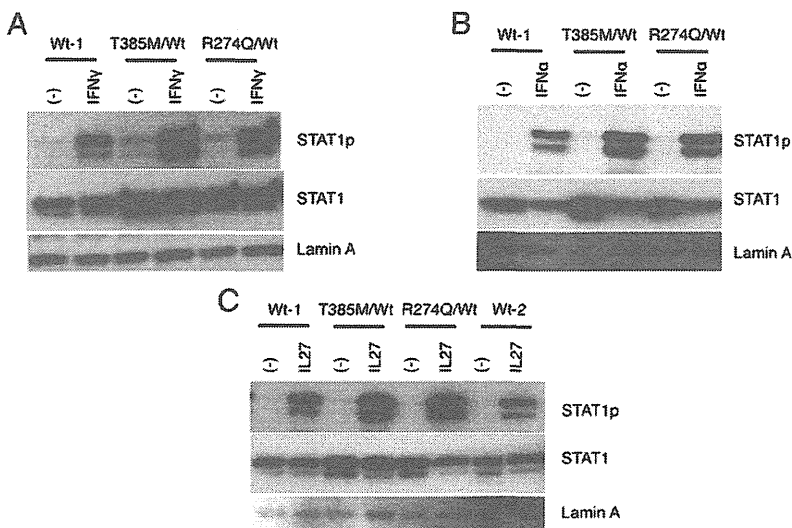 A
Wt-1 T385M/Wt R274Q/Wt
(-) IFNγ (-) IFNγ (-) IFNγ
STAT1p
STAT1
Lamin A
B
Wt-1 T385M/Wt R274Q/Wt
(-) IFNα (-) IFNα (-) IFNα
STAT1p
STAT1
Lamin A
C
Wt-1 T385M/Wt R274Q/Wt Wt-2
(-) IL27 (-) IL27 (-) IL27 (-) IL27
STAT1p
STAT1
Lamin A